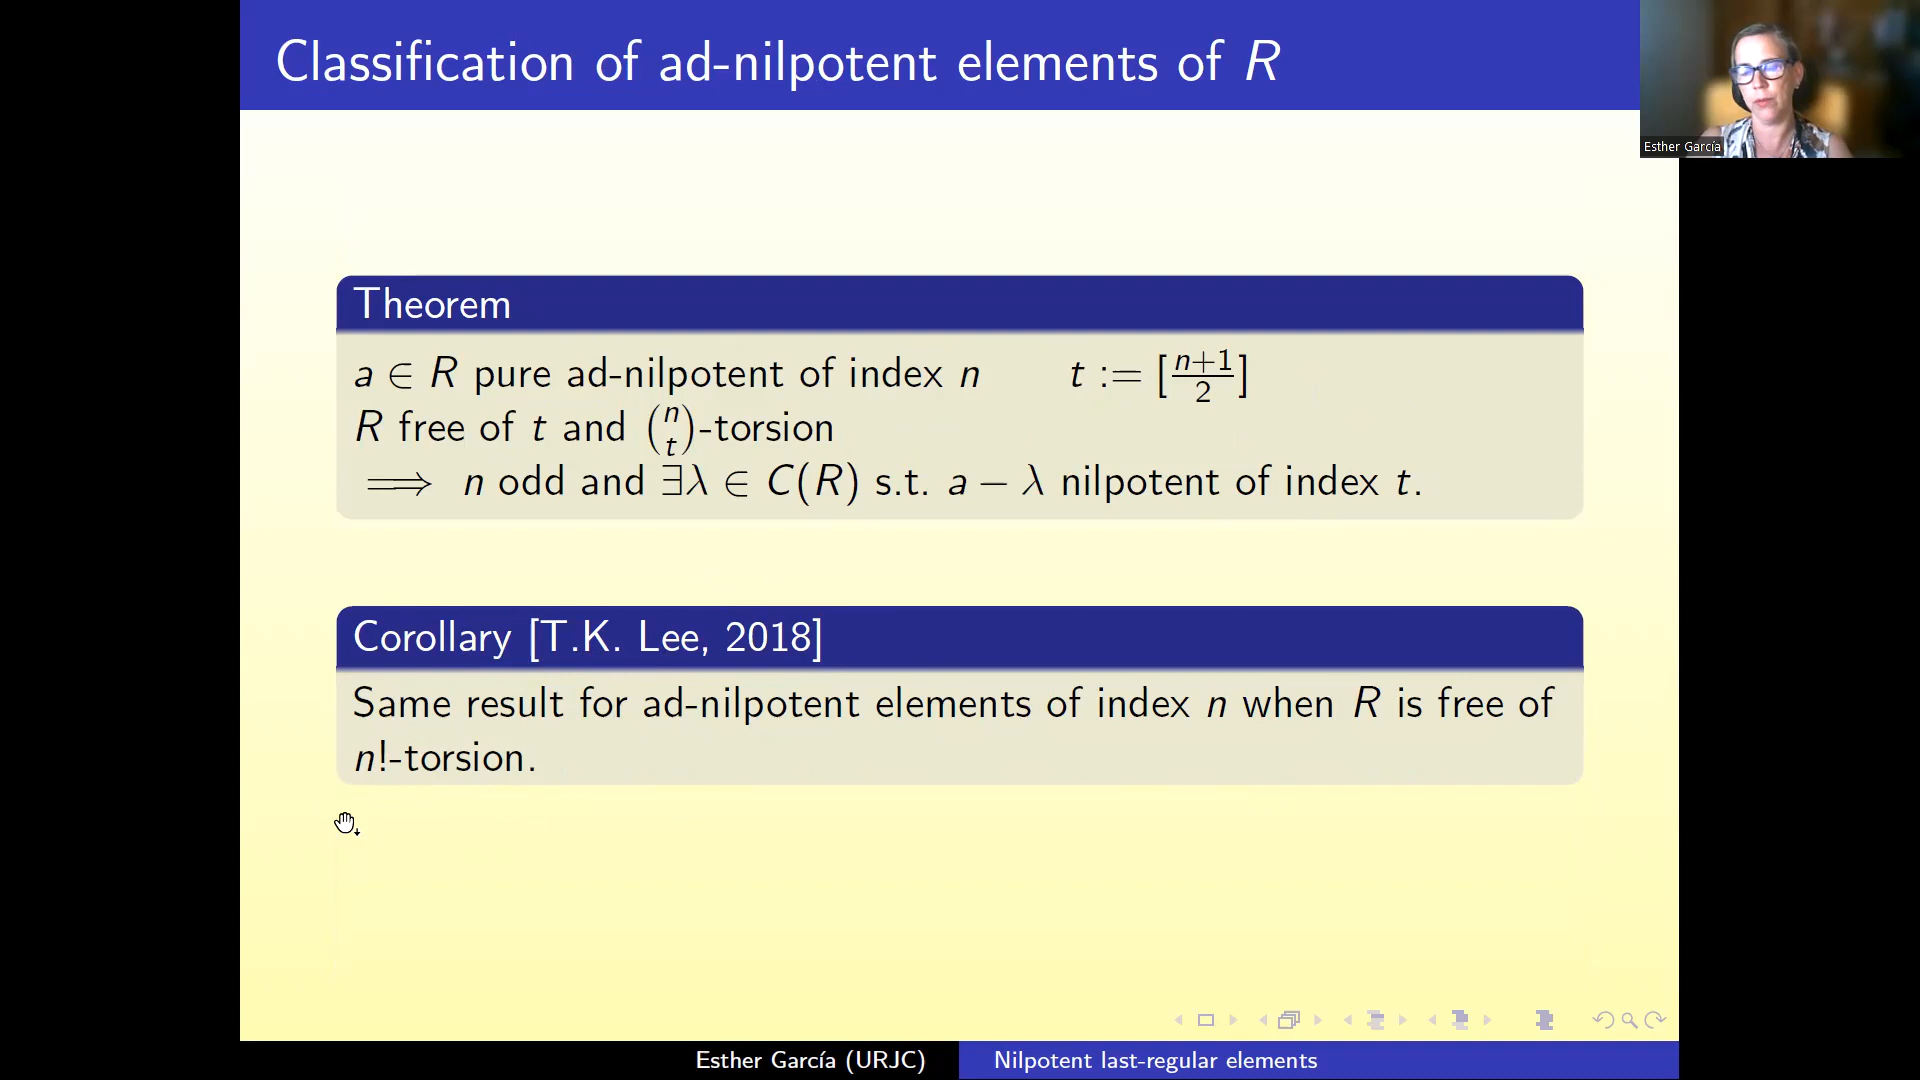 Classification of ad-nilpotent elements of R
Esther García
Theorem
a ∈ R pure ad-nilpotent of index n t := [\frac{n+1}{2}]
R free of t and \binom{n}{t}-torsion
⟹ n odd and ∃λ ∈ C(R) s.t. a − λ nilpotent of index t.
Corollary [T.K. Lee, 2018]
Same result for ad-nilpotent elements of index n when R is free of
n!-torsion.
Esther García (URJC) Nilpotent last-regular elements